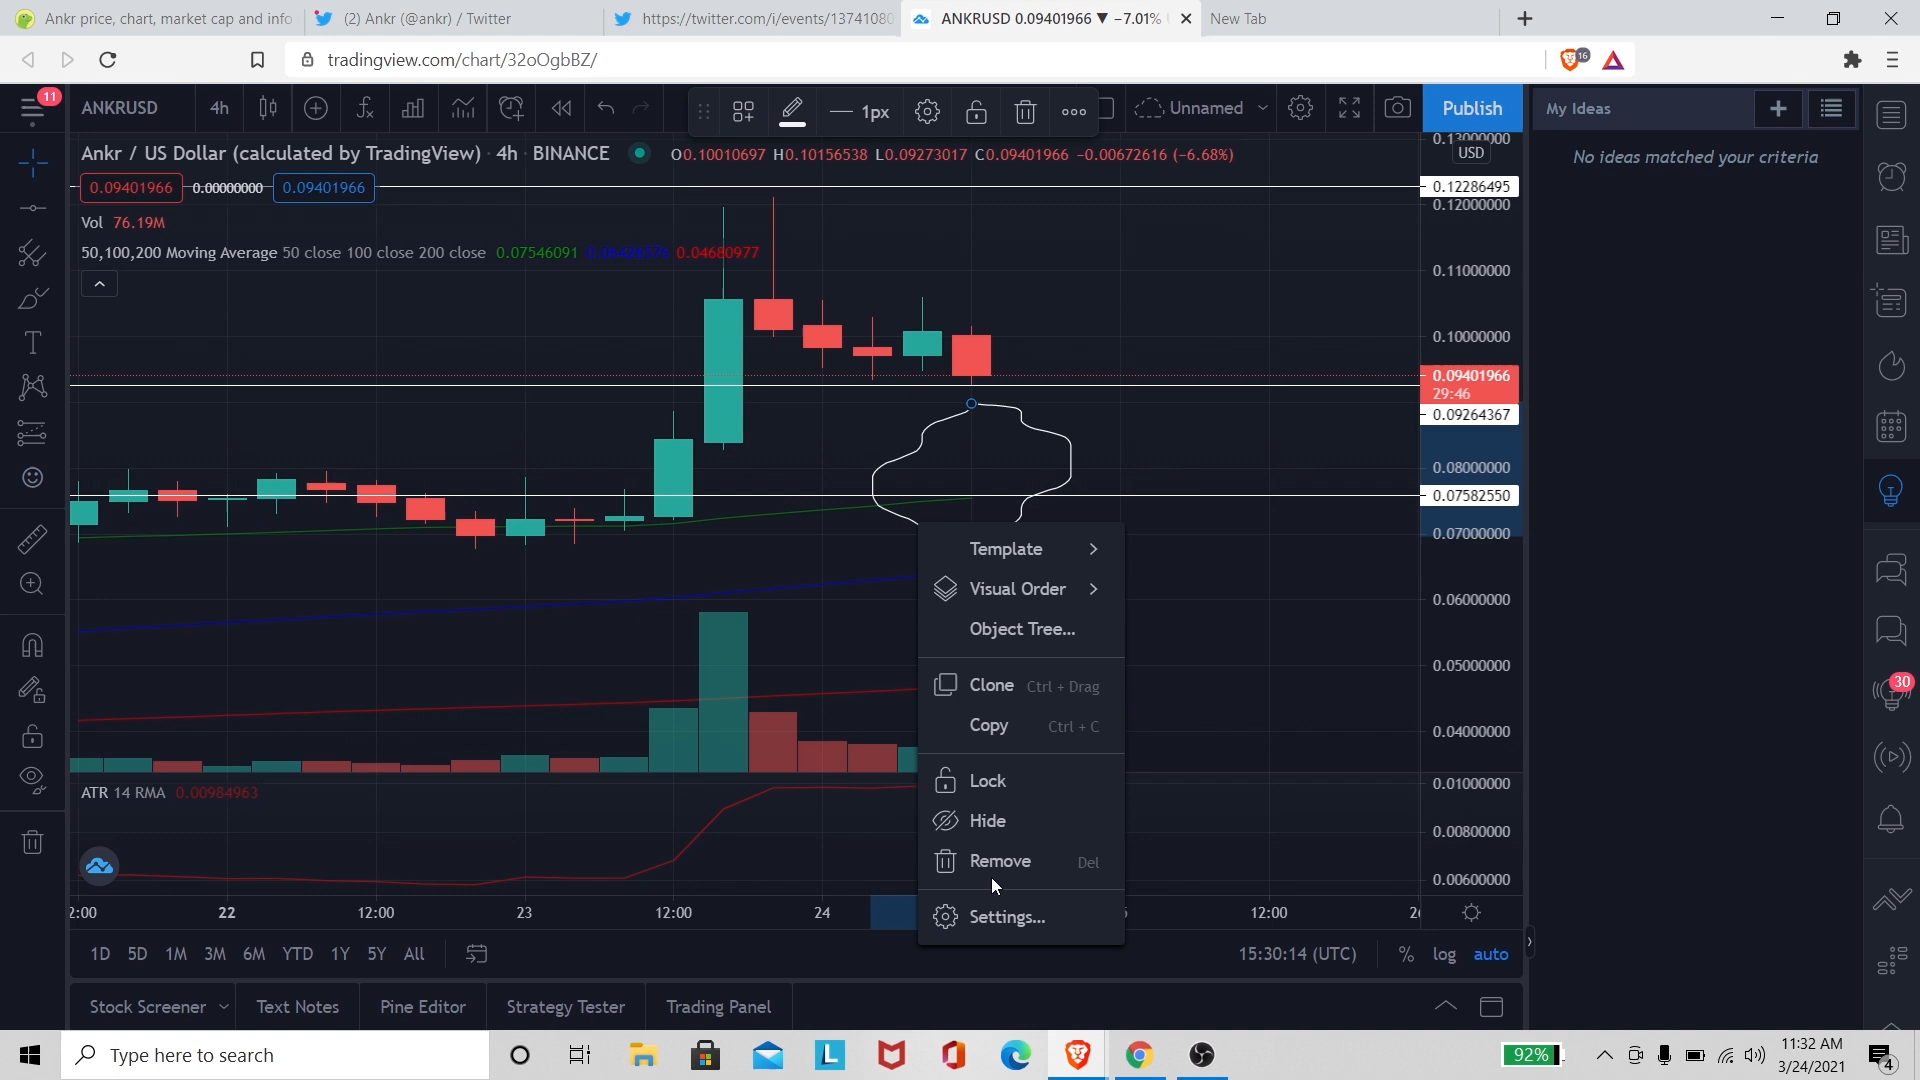 Ankr price, chart, market cap and info
(2) Ankr (@ankr) / Twitter
https://twitter.com/i/events/13741080
ANKRUSD 0.09401966 ▼ −7.01%
New Tab
tradingview.com/chart/32oOgbBZ/
16
11
ANKRUSD
4h
1px
Unnamed
Publish
My Ideas
Ankr / US Dollar (calculated by TradingView) · 4h · BINANCE
O0.10010697 H0.10156538 L0.09273017 C0.09401966 −0.00672616 (−6.68%)
0.13000000
USD
No ideas matched your criteria
0.09401966
0.00000000
0.09401966
0.12286495
0.12000000
Vol 76.19M
50,100,200 Moving Average 50 close 100 close 200 close 0.07546091 0.04680977
0.11000000
0.10000000
0.09401966
29:46
0.09264367
0.08000000
0.07582550
0.07000000
Template
Visual Order
0.06000000
Object Tree...
0.05000000
Clone Ctrl + Drag
30
Copy Ctrl + C
0.04000000
Lock
0.01000000
ATR 14 RMA 0.00984963
Hide
0.00800000
Remove Del
0.00600000
2:00
22
12:00
23
12:00
24
12:00
Settings...
1D
5D
1M
3M
6M
YTD
1Y
5Y
All
15:30:14 (UTC)
%
log
auto
Stock Screener
Text Notes
Pine Editor
Strategy Tester
Trading Panel
Type here to search
92%
11:32 AM
3/24/2021
4